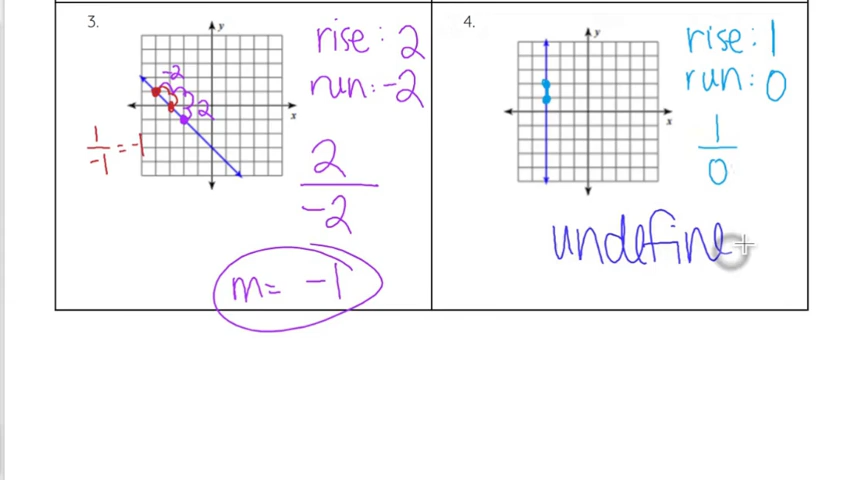 3.
y
x
-2
2
1
-1
= -1
rise: 2
run: -2
2
-2
m= -1
4.
y
x
rise: 1
run: 0
1
0
undefine